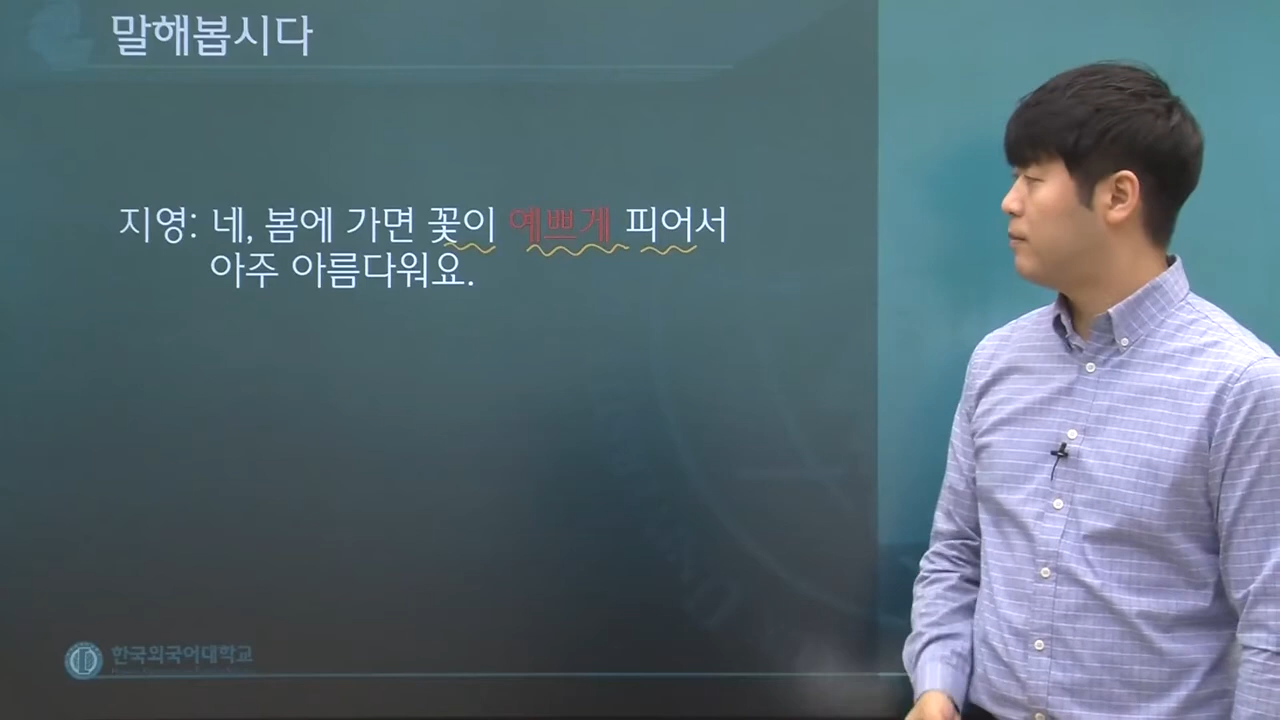 말해봅시다
지영: 네, 봄에 가면 꽃이 예쁘게 피어서
아주 아름다워요.
한국외국어대학교